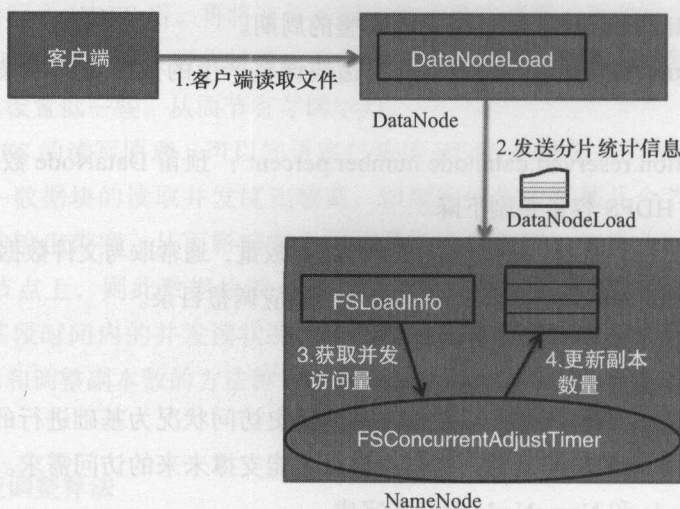 客户端
1.客户端读取文件
DataNodeLoad
DataNode
2.发送分片统计信息
DataNodeLoad
FSLoadInfo
3.获取并发
访问量
4.更新副本
数量
FSConcurrentAdjustTimer
NameNode